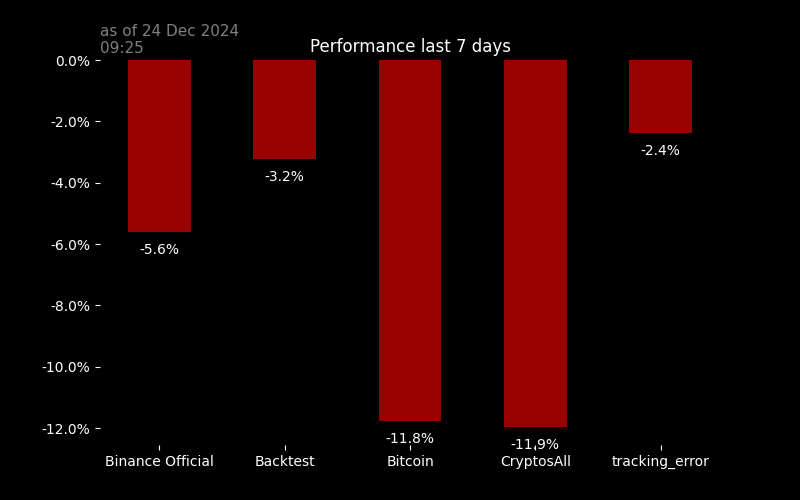 as of 24 Dec 2024
09:25
Performance last 7 days
0.0%
-2.0%
-4.0%
-6.0%
-8.0%
-10.0%
-12.0%
-5.6%
-3.2%
-11.8%
-11.9%
-2.4%
Binance Official
Backtest
Bitcoin
CryptosAll
tracking_error